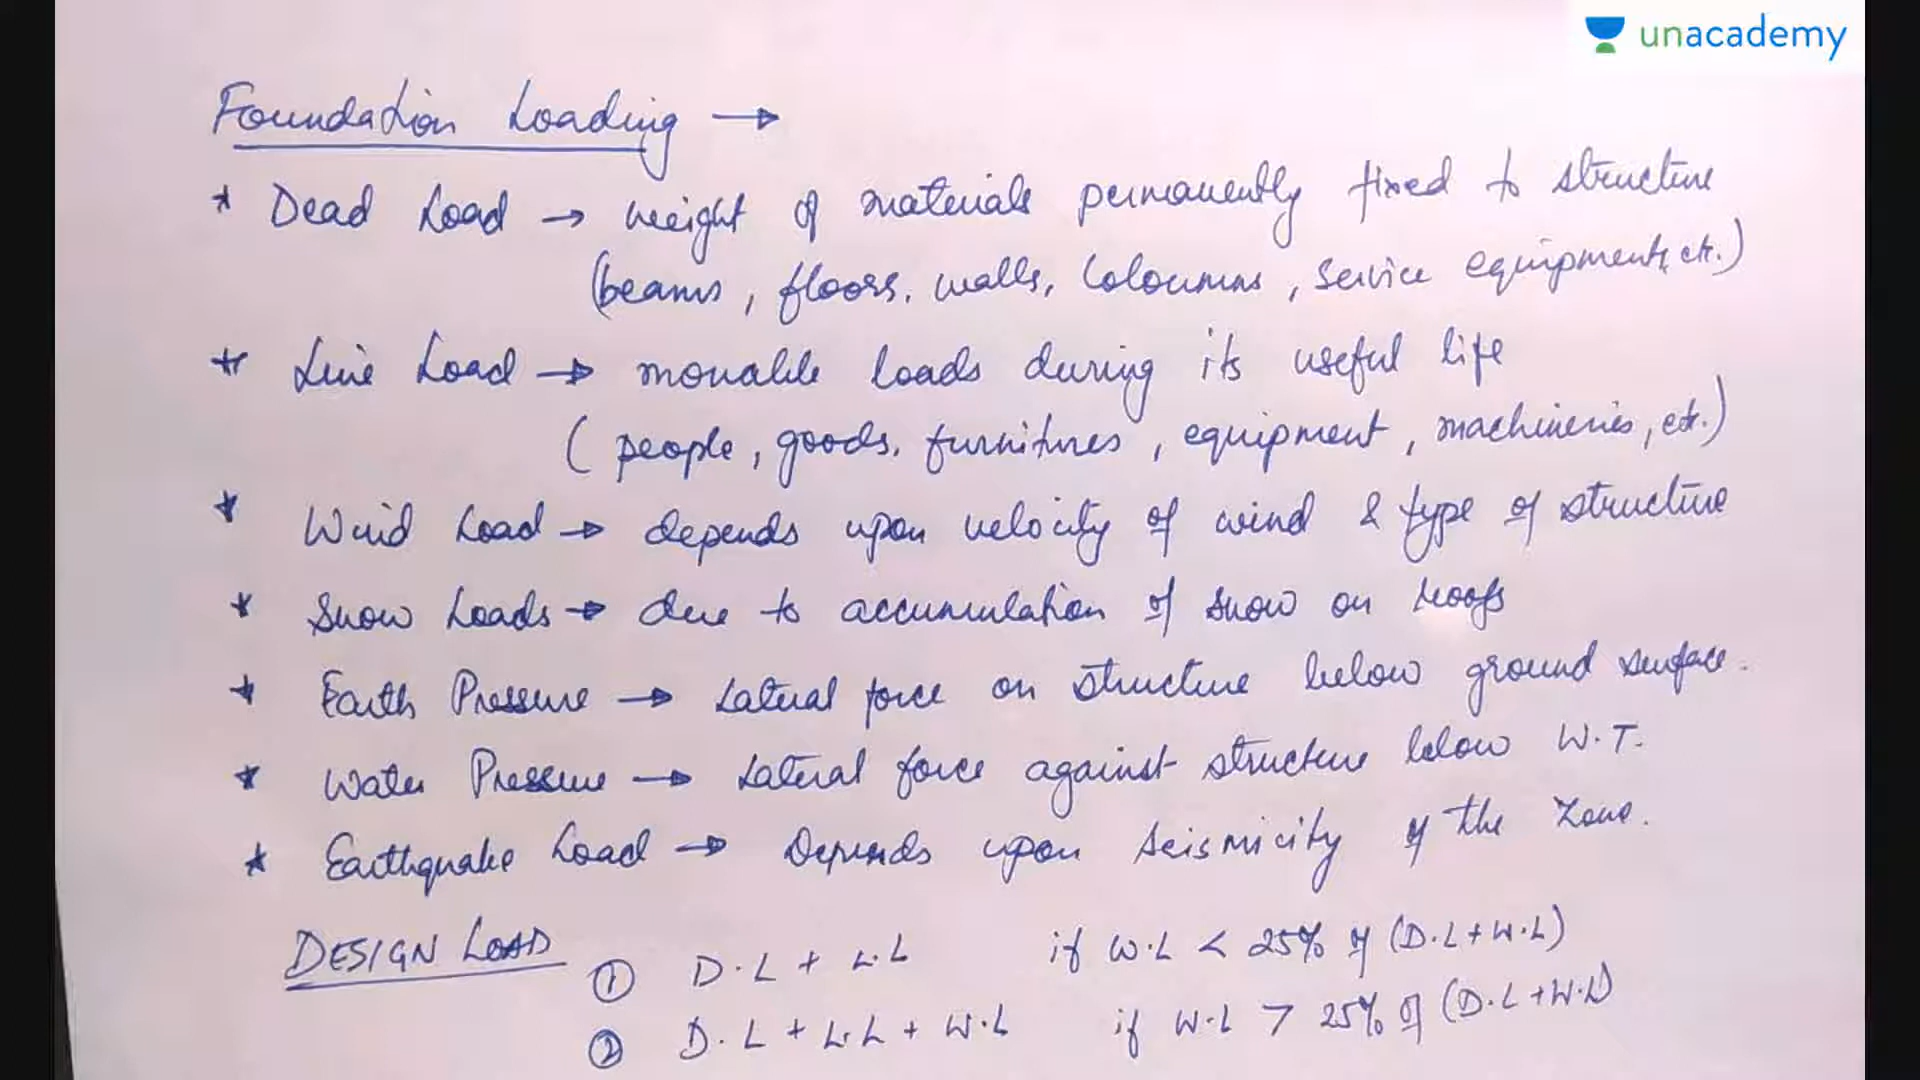 unacademy
Foundation Loading →
* Dead Load → weight of materials permanently fixed to structure
(beams, floors, walls, Coloumns, Service equipments, etc.)
* Live Load → movable loads during its useful life
( people, goods, furnitures, equipment, machineries, etc.)
* Wind Load → depends upon velocity of wind & type of structure
* Snow Loads → due to accumulation of snow on roofs
* Earth Pressure → Lateral force on structure below ground surface.
* Water Pressure → Lateral force against structure below W.T.
* Earthquake Load → Depends upon seismicity of the Zone.
DESIGN LOAD ① D.L + L.L if W.L < 25% of (D.L+W.L)
② D.L + L.L + W.L if W.L > 25% of (D.L+W.L)